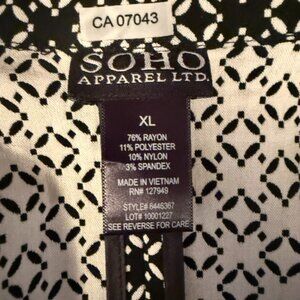 CA 07043
SOHO
APPAREL LTD.
XL
76% RAYON
11% POLYESTER
10% NYLON
3% SPANDEX
MADE IN VIETNAM
RN# 127949
STYLE# 8446367
LOT# 10001227
SEE REVERSE FOR CARE